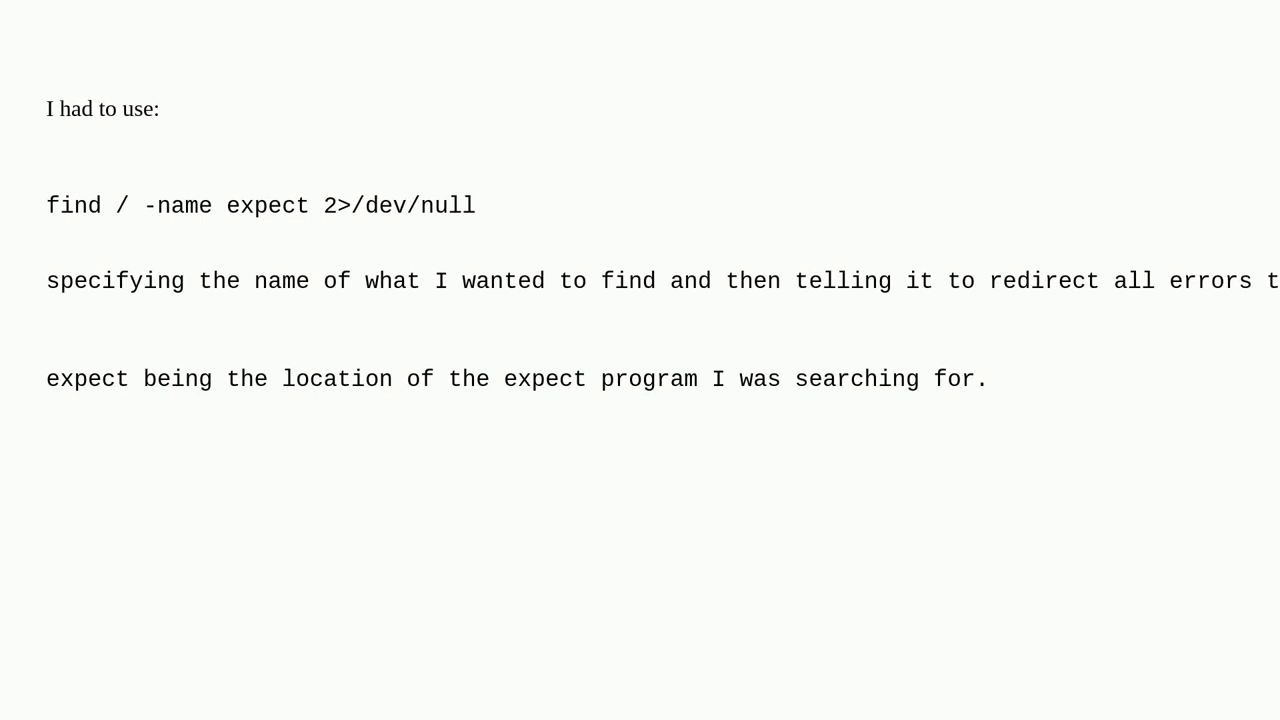 I had to use:
find / -name expect 2>/dev/null
specifying the name of what I wanted to find and then telling it to redirect all errors
expect being the location of the expect program I was searching for.